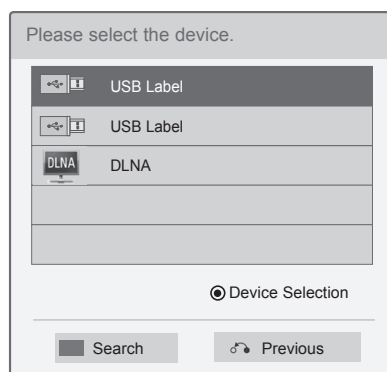 Please select the device.
USB Label
USB Label
DLNA DLNA
Device Selection
Search Previous